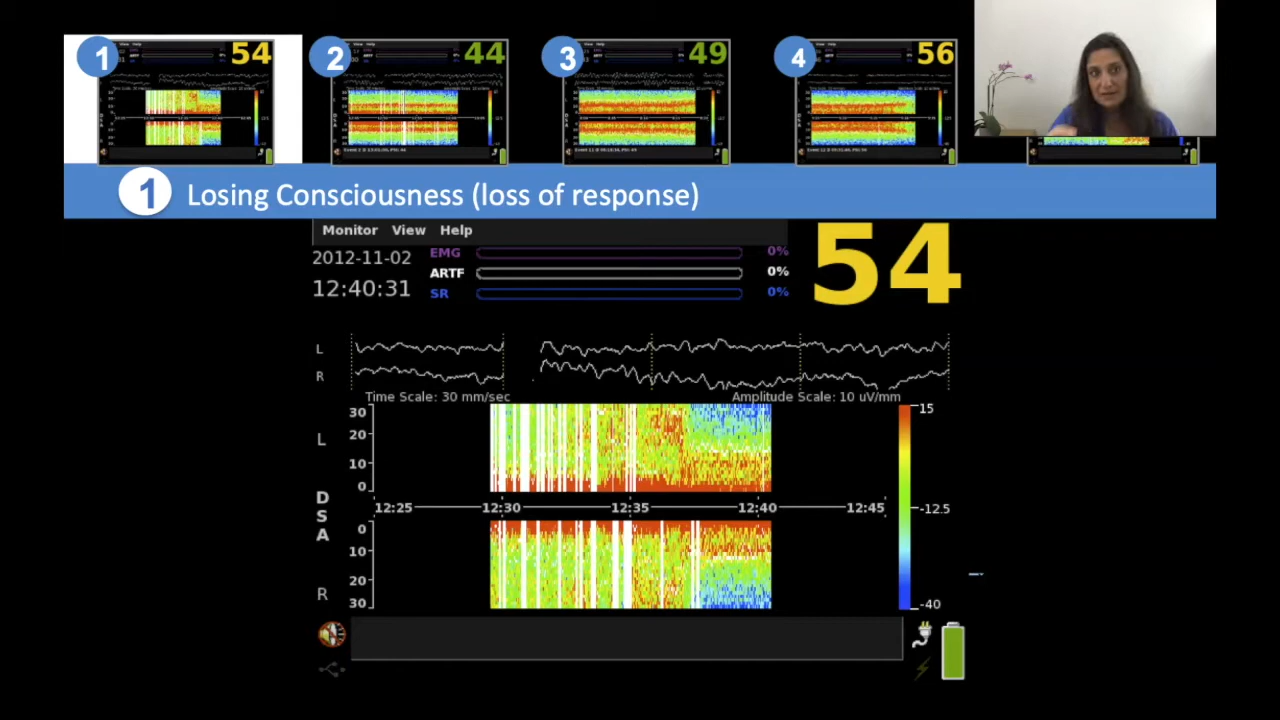 1
54
2
44
3
49
4
56
1 Losing Consciousness (loss of response)
Monitor View Help
2012-11-02
12:40:31
EMG 0%
ARTF 0%
SR 0%
54
L
R
Time Scale: 30 mm/sec
Amplitude Scale: 10 uV/mm
30
20
10
0
L
15
-12.5
-40
DSA
12:25 12:30 12:35 12:40 12:45
0
10
20
30
R